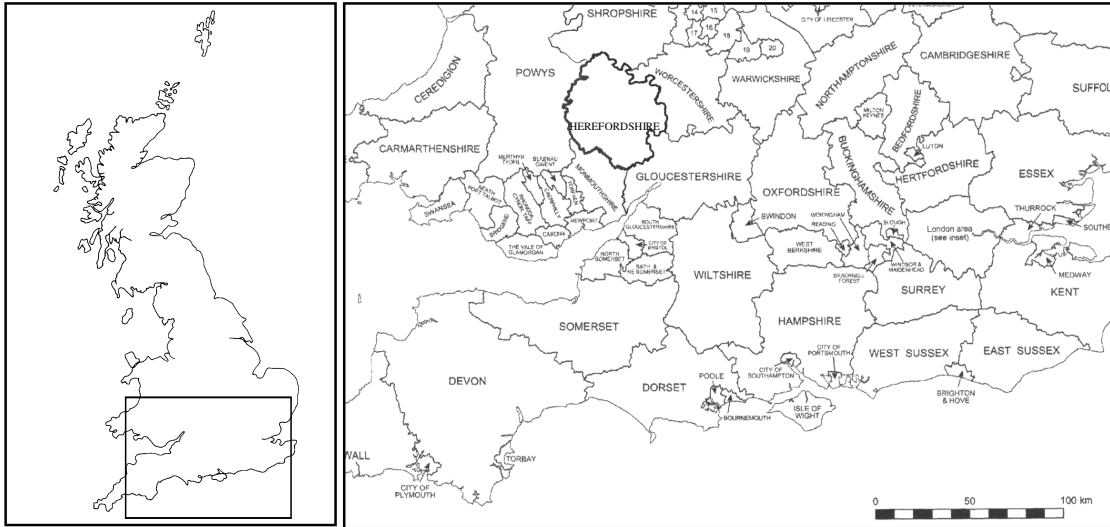 SHROPSHIRE
14
15
16
17
18
19
20
CITY OF LEICESTER
CEREDIGION
POWYS
WORCESTERSHIRE
WARWICKSHIRE
NORTHAMPTONSHIRE
CAMBRIDGESHIRE
SUFFOL
HEREFORDSHIRE
MILTON
KEYNES
BEDFORDSHIRE
LUTON
CARMARTHENSHIRE
MERTHYR
TYDFIL
BLAENAU
GWENT
MONMOUTHSHIRE
GLOUCESTERSHIRE
OXFORDSHIRE
BUCKINGHAMSHIRE
HERTFORDSHIRE
ESSEX
SWANSEA
NEATH
PORT TALBOT
BRIDGEND
CAERPHILLY
TORFAEN
NEWPORT
CARDIFF
THE VALE OF
GLAMORGAN
SOUTH
GLOUCESTERSHIRE
CITY OF
BRISTOL
NORTH
SOMERSET
BATH &
NE SOMERSET
SWINDON
WOKINGHAM
READING
SLOUGH
WEST
BERKSHIRE
BRACKNELL
FOREST
WINDSOR &
MAIDENHEAD
London area
(see inset)
THURROCK
SOUTHE
MEDWAY
KENT
WILTSHIRE
SURREY
SOMERSET
HAMPSHIRE
CITY OF
PORTSMOUTH
WEST SUSSEX
EAST SUSSEX
DEVON
DORSET
POOLE
CITY OF
SOUTHAMPTON
BOURNEMOUTH
ISLE OF
WIGHT
BRIGHTON
& HOVE
WALL
CITY OF
PLYMOUTH
TORBAY
0 50 100 km